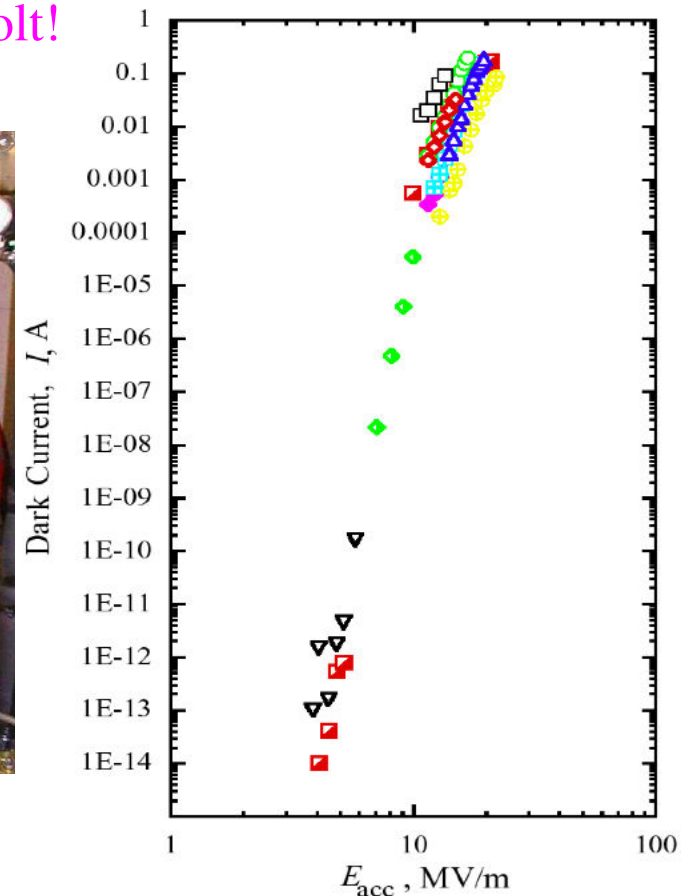 olt!
1
0.1
0.01
0.001
0.0001
1E-05
1E-06
1E-07
1E-08
1E-09
1E-10
1E-11
1E-12
1E-13
1E-14
Dark Current, I, A
1 10 100
E_acc , MV/m